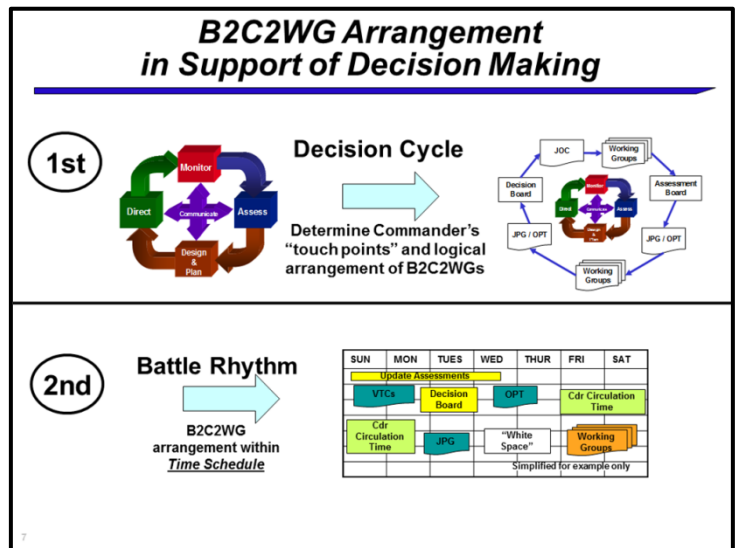 B2C2WG Arrangement
in Support of Decision Making
1st
Monitor
Direct
Communicate
Assess
Design
&
Plan
Decision Cycle
Determine Commander's
“touch points” and logical
arrangement of B2C2WGs
JOC
Working
Groups
Decision
Board
Assessment
Board
Monitor
Direct
Communicate
Assess
Design
&
Plan
JPG / OPT
JPG / OPT
Working
Groups
2nd
Battle Rhythm
B2C2WG
arrangement within
Time Schedule
SUN MON TUES WED THUR FRI SAT
Update Assessments
VTCs
Decision
Board
OPT
Cdr Circulation
Time
Cdr
Circulation
Time
JPG
“White
Space”
Working
Groups
Simplified for example only
7